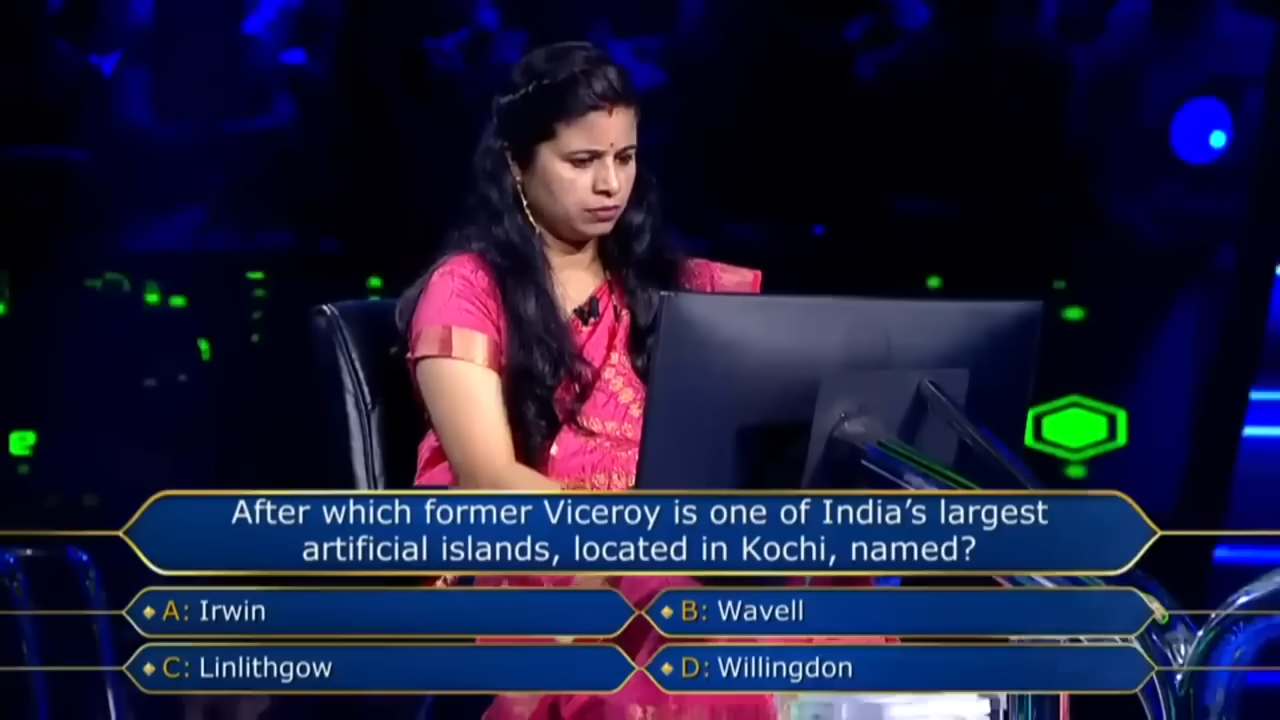 After which former Viceroy is one of India's largest
artificial islands, located in Kochi, named?
A: Irwin
B: Wavell
C: Linlithgow
D: Willingdon